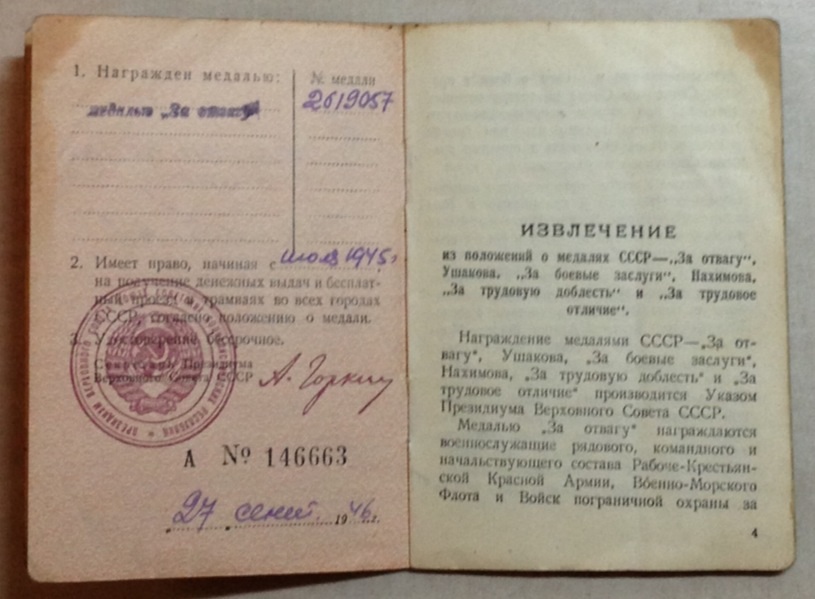 1. Награжден медалью:
№ медали
медалью „За отвагу"
2619057
2. Имеет право, начиная с июля 1945 г.
на получение денежных выдач и бесплат-
ный проезд в трамваях во всех городах
СССР, согласно положению о медали.
3. Удостоверение бессрочное.
Секретарь Президиума
Верховного Совета СССР А. Горкин
А № 146663
27 сент. 1946 г.
ИЗВЛЕЧЕНИЕ
из положений о медалях СССР—„За отвагу",
Ушакова, „За боевые заслуги", Нахимова,
„За трудовую доблесть" и „За трудовое
отличие".
Награждение медалями СССР—„За от-
вагу", Ушакова, „За боевые заслуги",
Нахимова, „За трудовую доблесть" и „За
трудовое отличие" производится Указом
Президиума Верховного Совета СССР.
Медалью „За отвагу" награждаются
военнослужащие рядового, командного и
начальствующего состава Рабоче-Крестьян-
ской Красной Армии, Военно-Морского
Флота и Войск пограничной охраны за
4